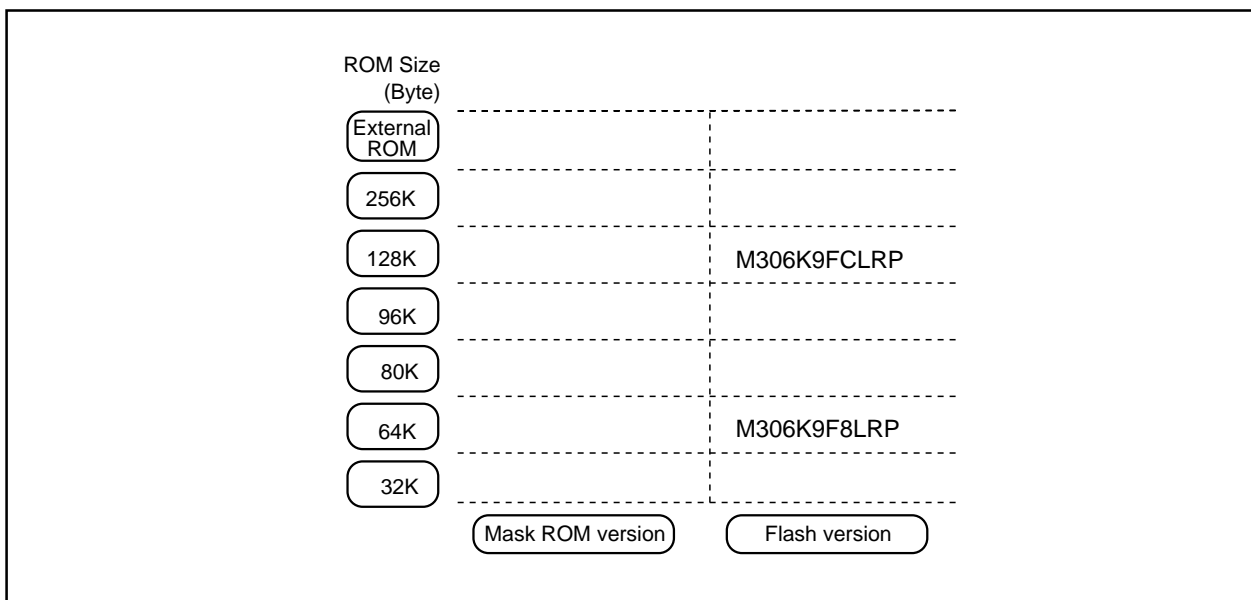 ROM Size
(Byte)
External
ROM
256K
128K M306K9FCLRP
96K
80K
64K M306K9F8LRP
32K
Mask ROM version Flash version